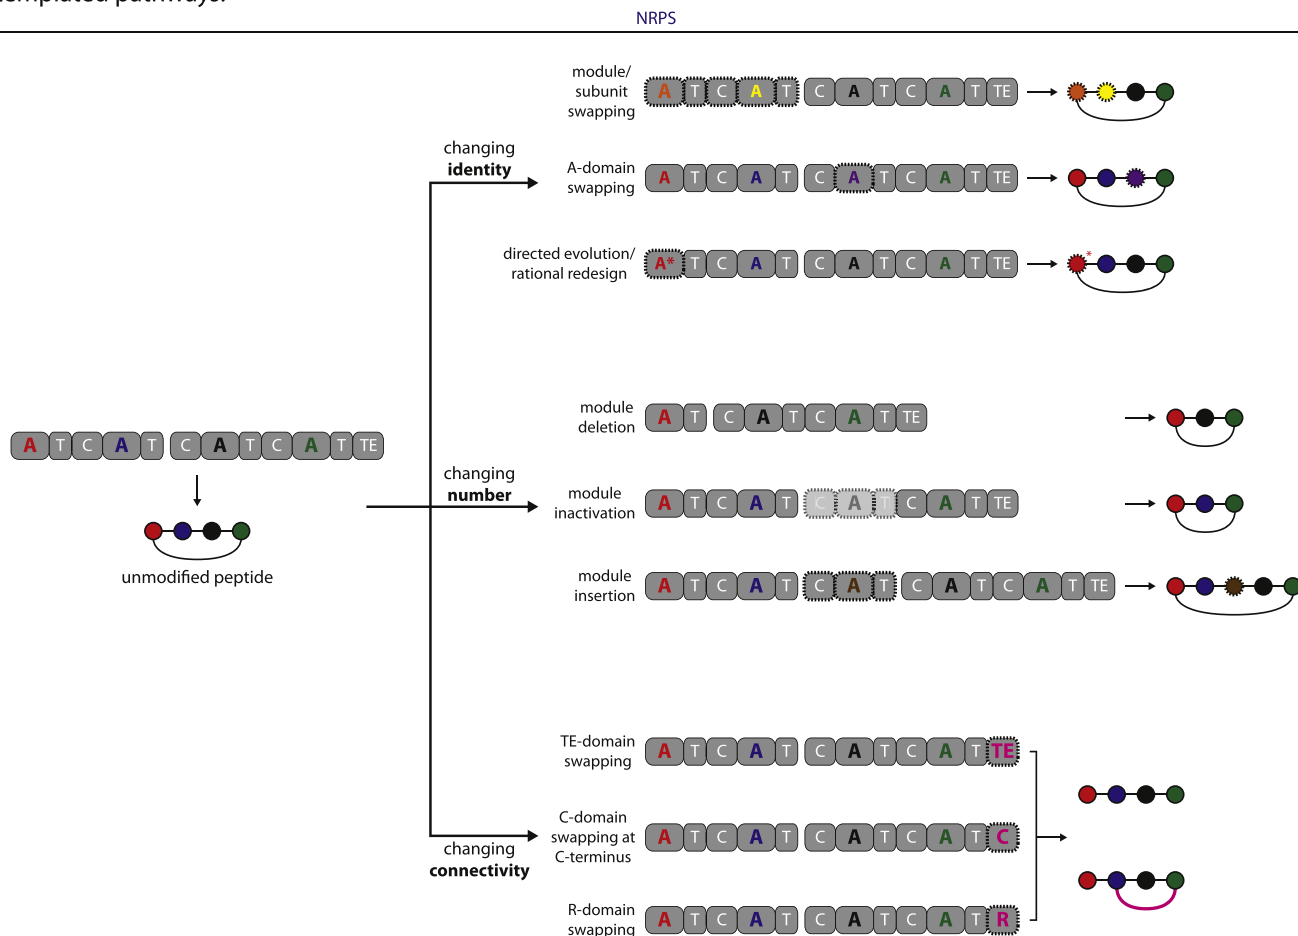 templated pathways.
NRPS
module/
subunit
swapping
A T C A T C A T C A T TE
changing
identity
A-domain
swapping
A T C A T C A T C A T TE
directed evolution/
rational redesign
A* T C A T C A T C A T TE
module
deletion
A T C A T C A T TE
A T C A T C A T C A T TE
unmodified peptide
changing
number
module
inactivation
A T C A T C A T C A T TE
module
insertion
A T C A T C A T C A T C A T TE
TE-domain
swapping
A T C A T C A T C A T TE
changing
connectivity
C-domain
swapping at
C-terminus
A T C A T C A T C A T C
R-domain
swapping
A T C A T C A T C A T R